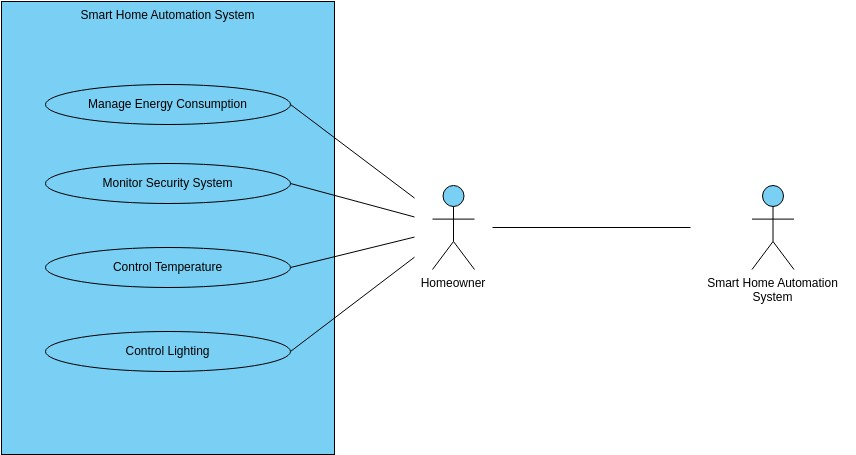 Smart Home Automation System
Manage Energy Consumption
Monitor Security System
Control Temperature
Control Lighting
Homeowner
Smart Home Automation
System